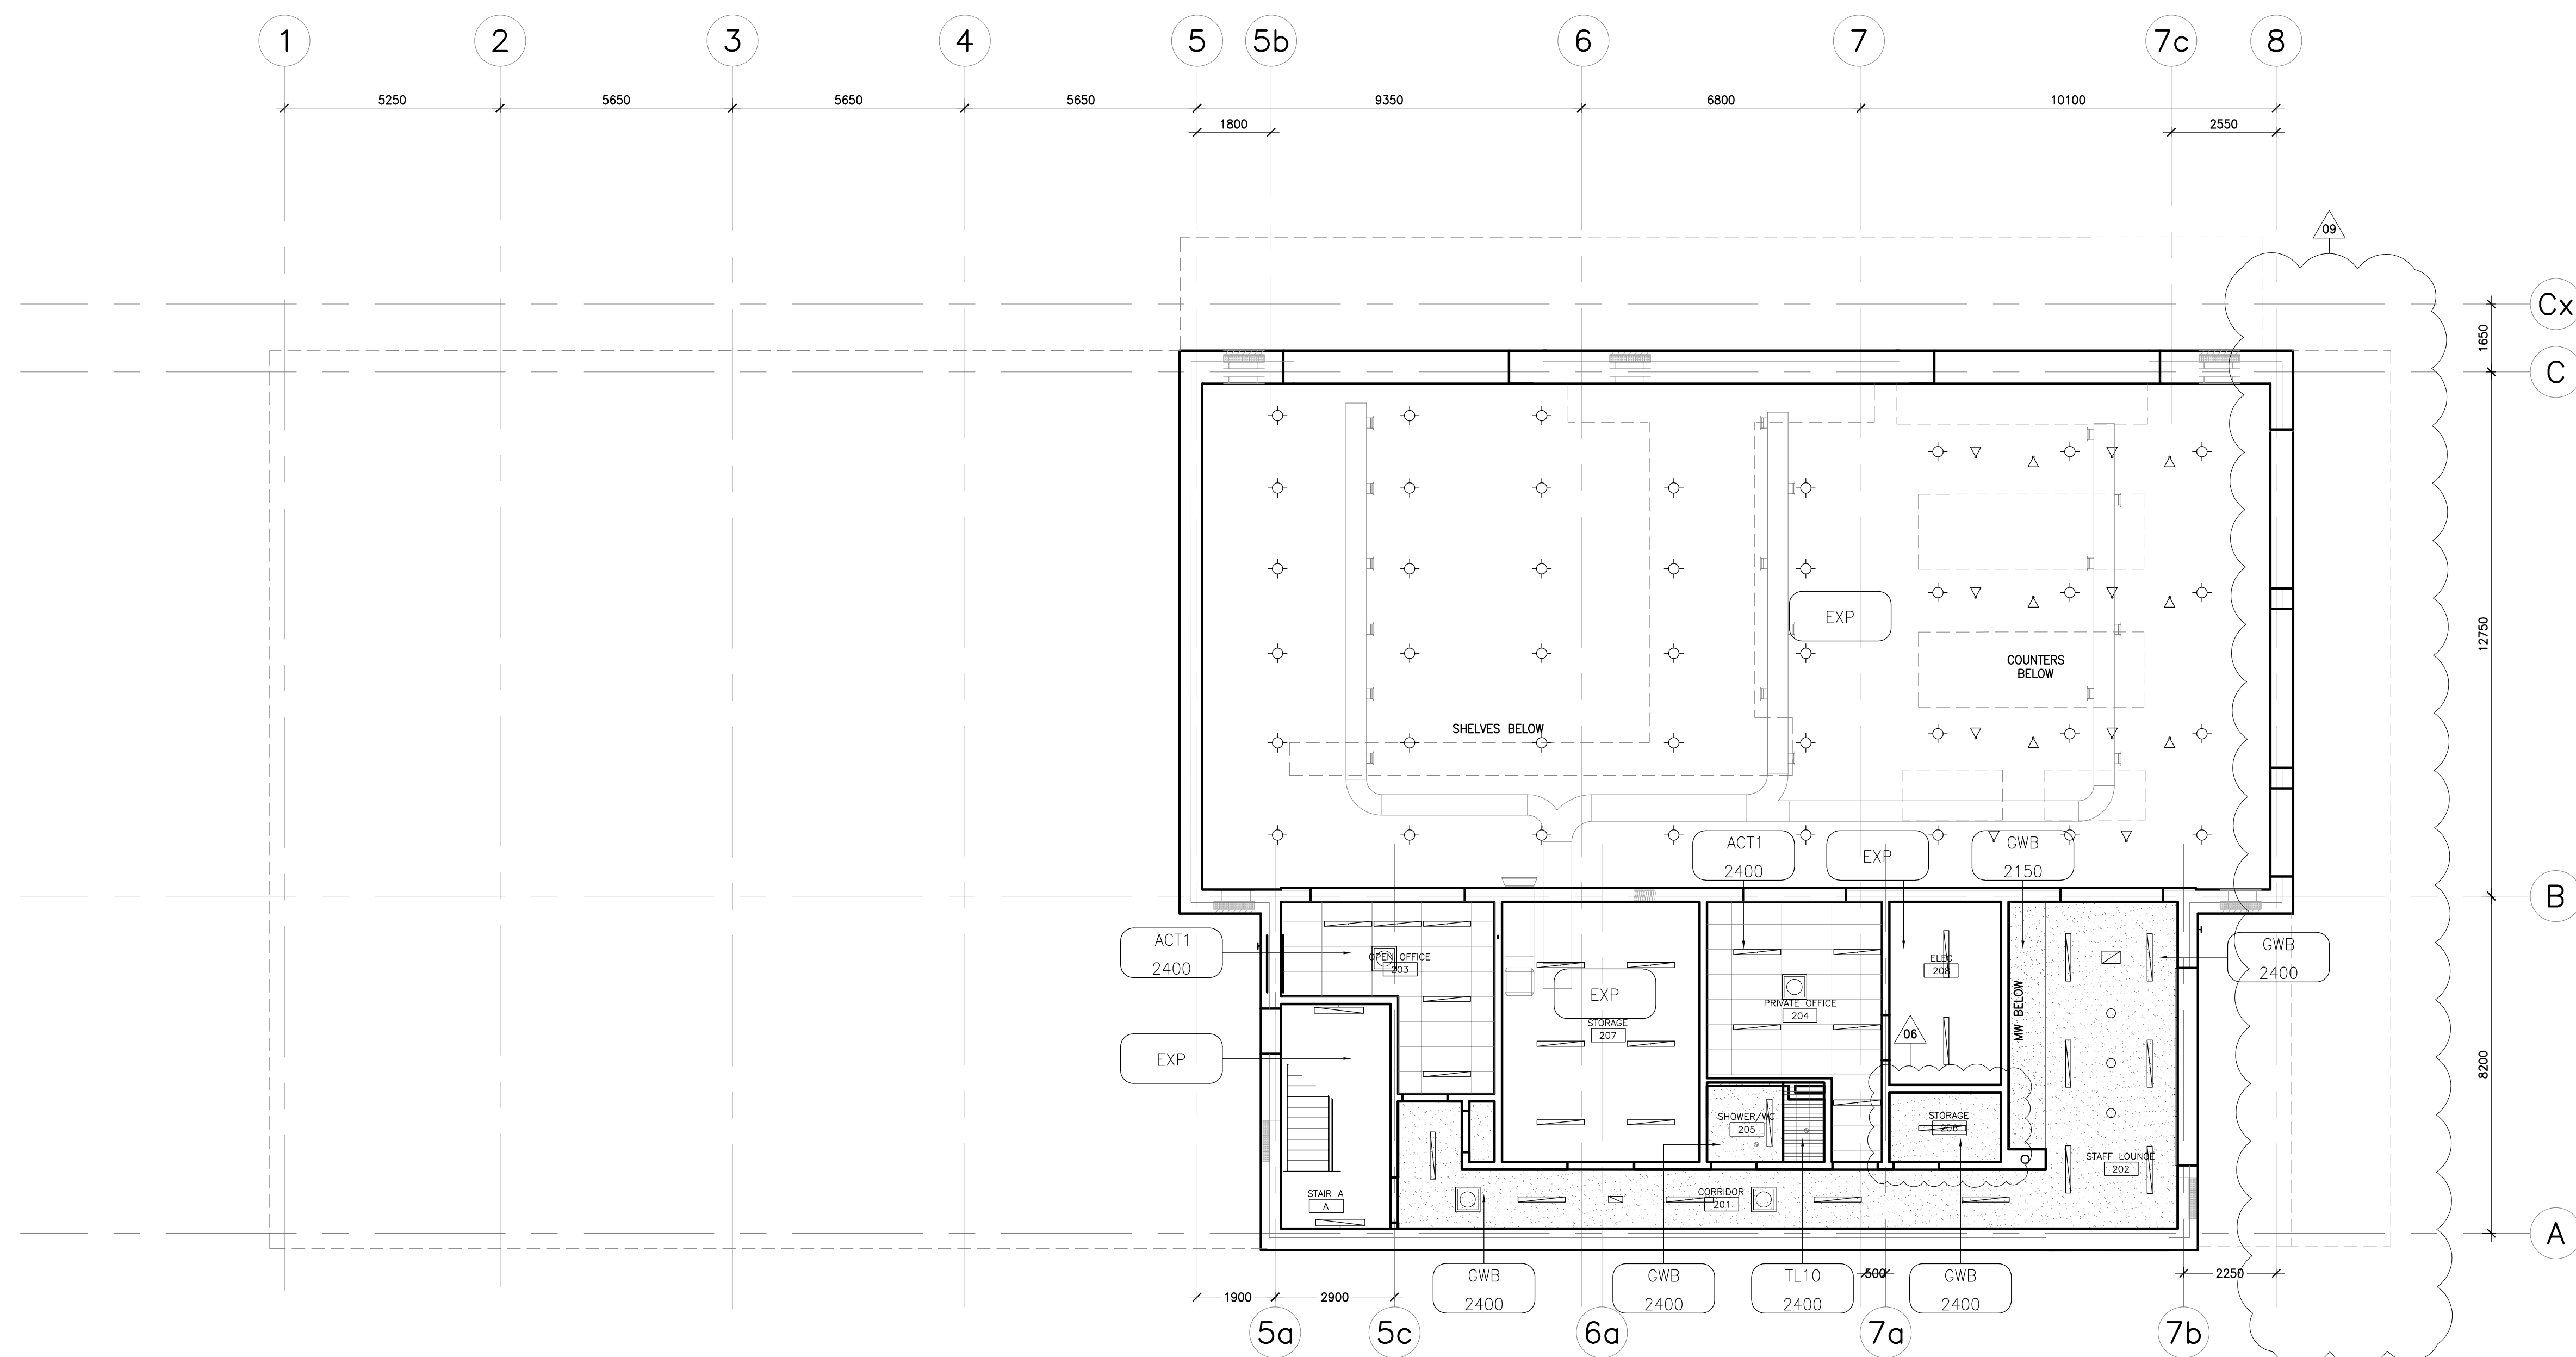 1
2
3
4
5
5b
6
7
7c
8
5250
5650
5650
5650
9350
6800
10100
1800
2550
09
Cx
1650
C
12750
EXP
COUNTERS
BELOW
SHELVES BELOW
ACT1
2400
EXP
GWB
2150
B
ACT1
2400
OPEN OFFICE
203
GWB
2400
ELEC
208
EXP
PRIVATE OFFICE
204
STORAGE
207
MW BELOW
06
EXP
8200
SHOWER/WC
205
STORAGE
206
STAFF LOUNGE
202
STAIR A
A
CORRIDOR
201
A
GWB
2400
GWB
2400
TL10
2400
500
GWB
2400
2250
1900
2900
5a
5c
6a
7a
7b